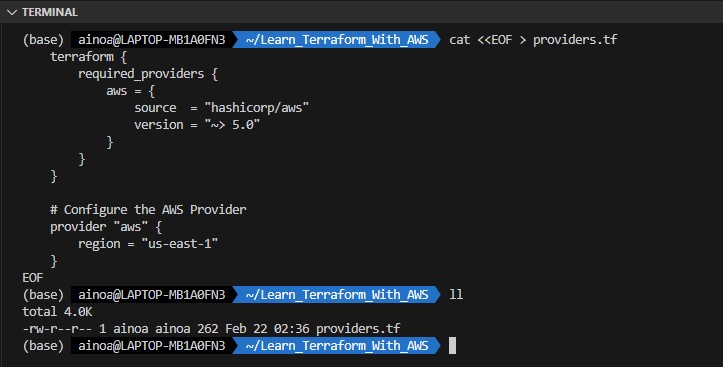 TERMINAL
(base) ainoa@LAPTOP-MB1A0FN3 ~/Learn_Terraform_With_AWS cat <<EOF > providers.tf
    terraform {
        required_providers {
            aws = {
                source  = "hashicorp/aws"
                version = "~> 5.0"
            }
        }
    }

    # Configure the AWS Provider
    provider "aws" {
        region = "us-east-1"
    }
EOF
(base) ainoa@LAPTOP-MB1A0FN3 ~/Learn_Terraform_With_AWS ll
total 4.0K
-rw-r--r-- 1 ainoa ainoa 262 Feb 22 02:36 providers.tf
(base) ainoa@LAPTOP-MB1A0FN3 ~/Learn_Terraform_With_AWS